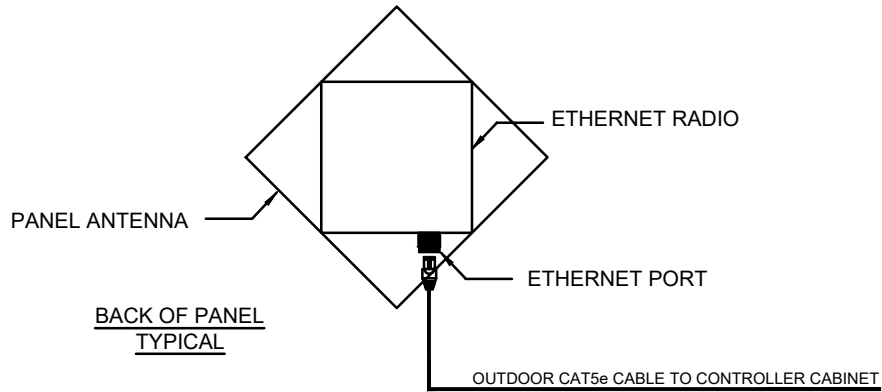 ETHERNET RADIO
PANEL ANTENNA
ETHERNET PORT
BACK OF PANEL
TYPICAL
OUTDOOR CAT5e CABLE TO CONTROLLER CABINET